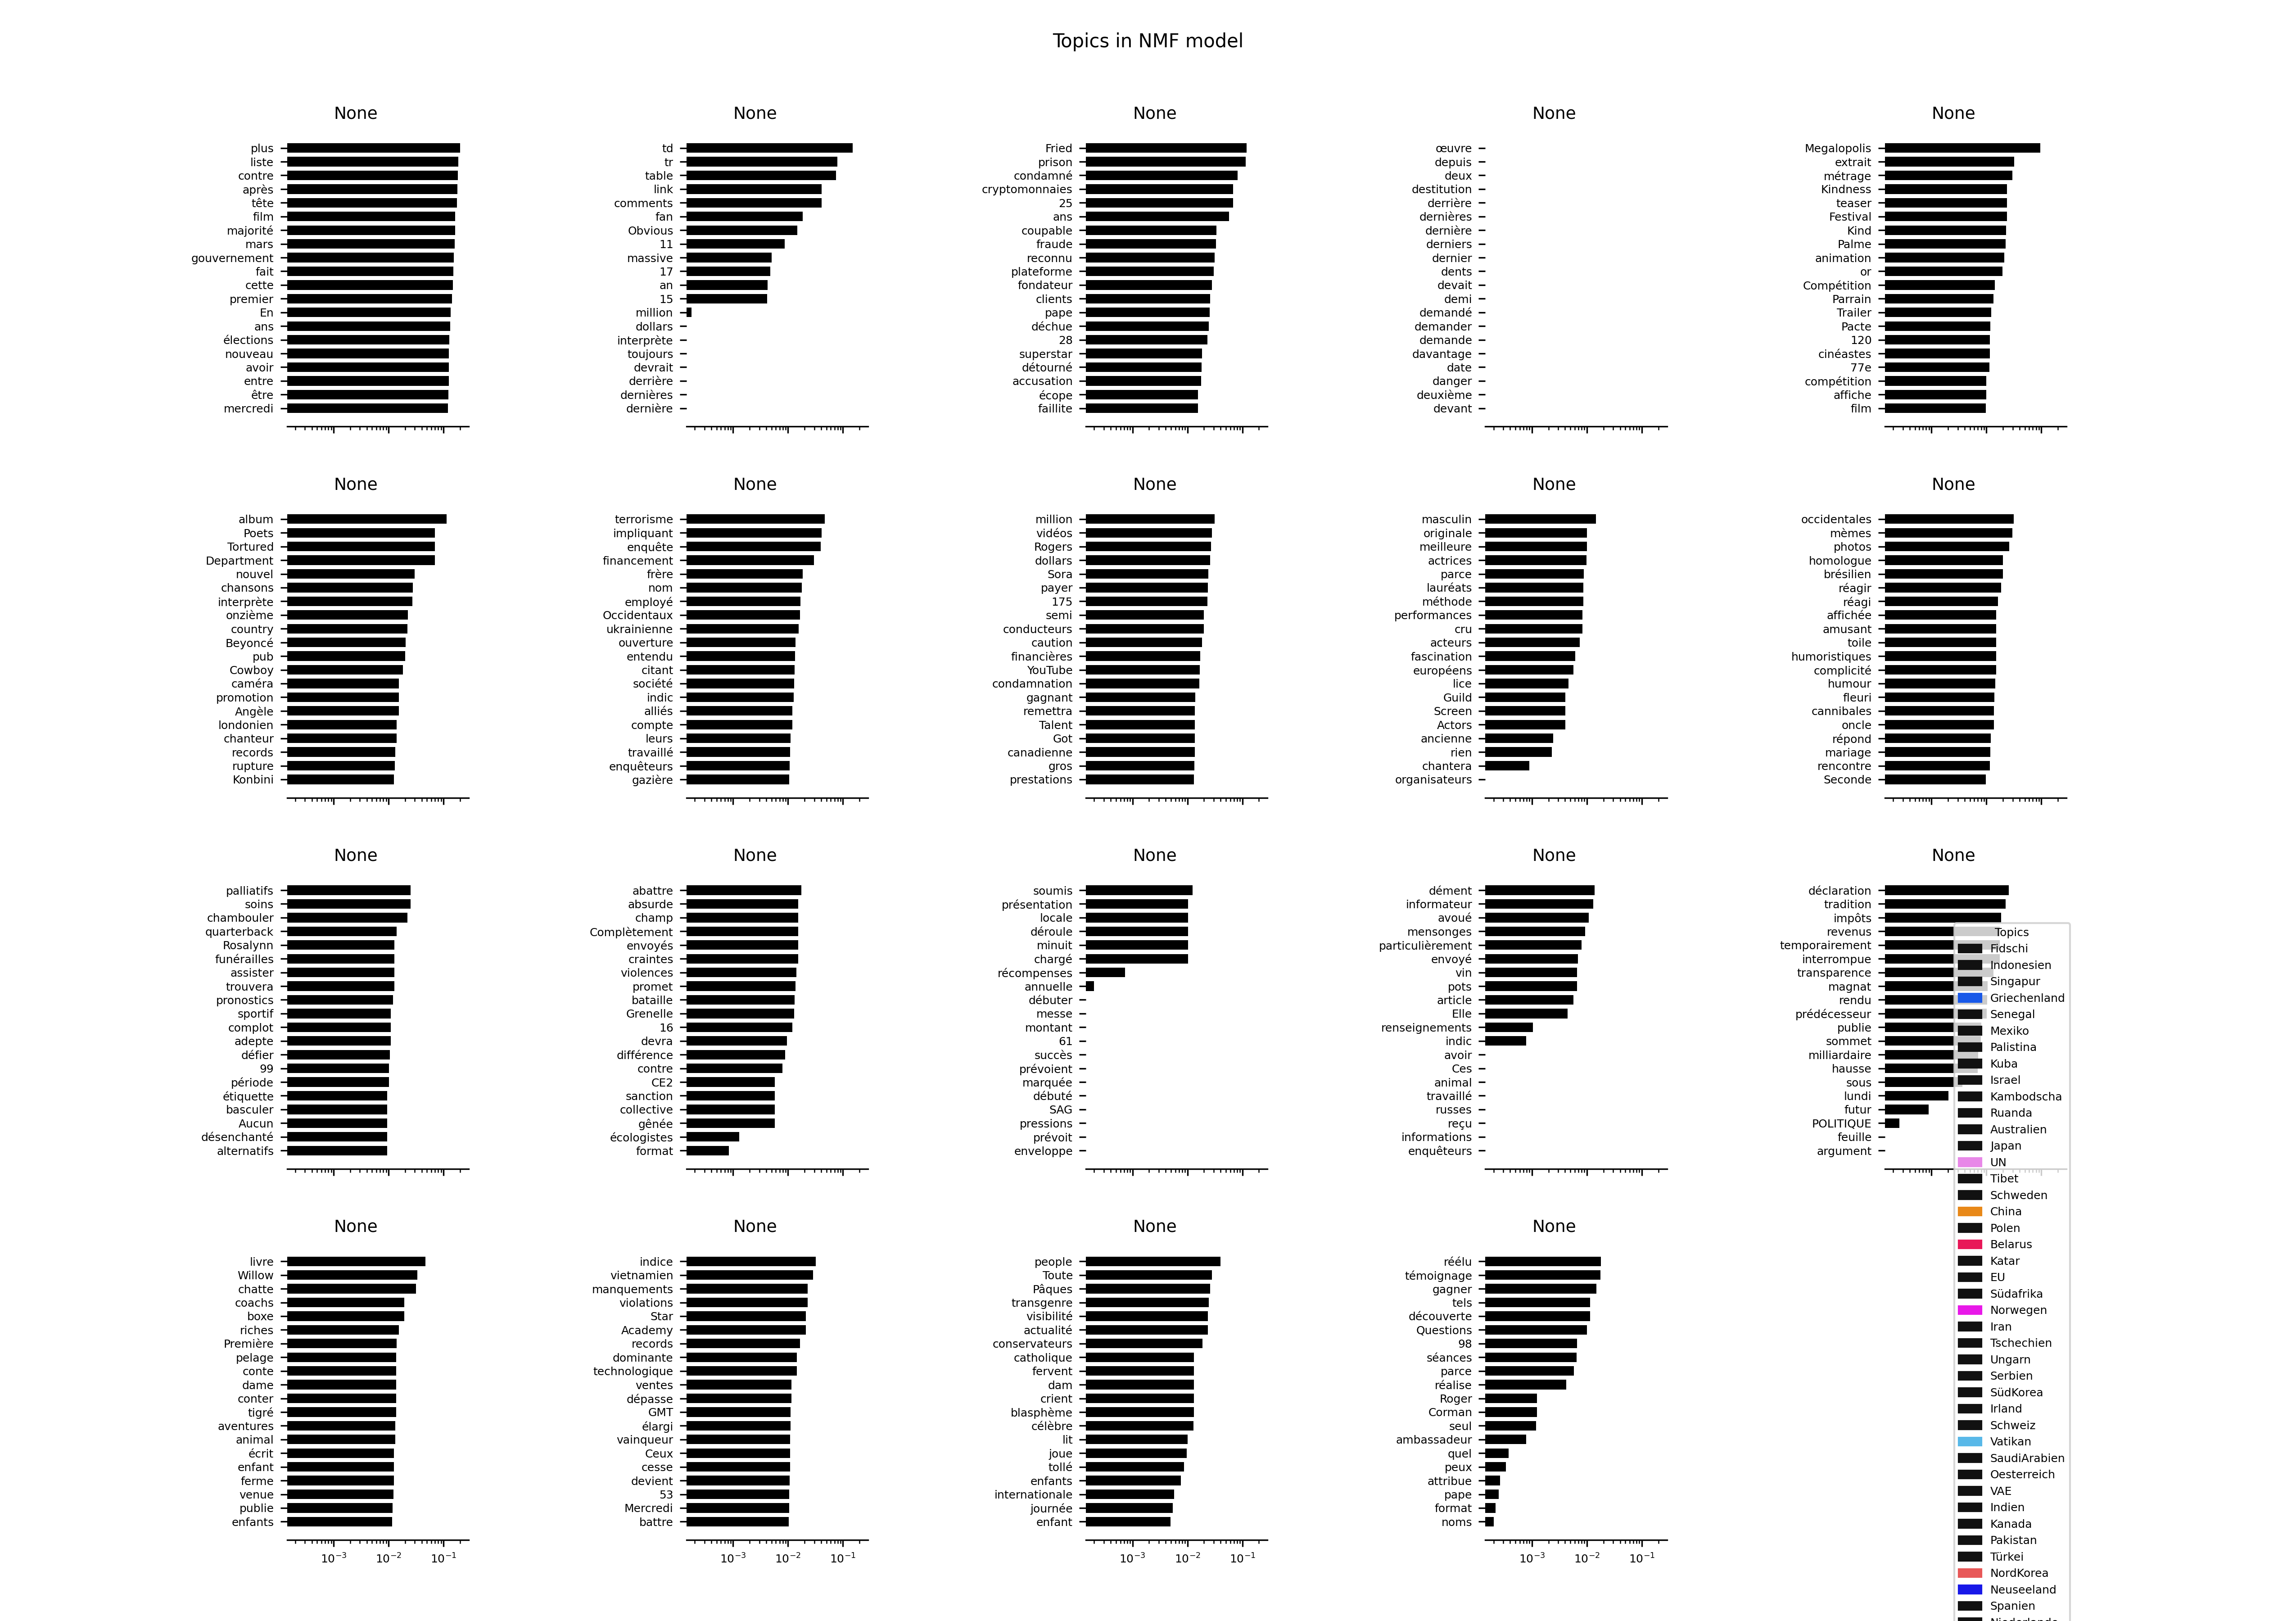 Topics in NMF model
None
plus
liste
contre
après
tête
film
majorité
mars
gouvernement
fait
cette
premier
En
ans
élections
nouveau
avoir
entre
être
mercredi
None
td
tr
table
link
comments
fan
Obvious
11
massive
17
an
15
million
dollars
interprète
toujours
devrait
derrière
dernières
dernière
None
Fried
prison
condamné
cryptomonnaies
25
ans
coupable
fraude
reconnu
plateforme
fondateur
clients
pape
déchue
28
superstar
détourné
accusation
écope
faillite
None
œuvre
depuis
deux
destitution
derrière
dernières
dernière
derniers
dernier
dents
devait
demi
demandé
demander
demande
davantage
date
danger
deuxième
devant
None
Megalopolis
extrait
métrage
Kindness
teaser
Festival
Kind
Palme
animation
or
Compétition
Parrain
Trailer
Pacte
120
cinéastes
77e
compétition
affiche
film
None
album
Poets
Tortured
Department
nouvel
chansons
interprète
onzième
country
Beyoncé
pub
Cowboy
caméra
promotion
Angèle
londonien
chanteur
records
rupture
Konbini
None
terrorisme
impliquant
enquête
financement
frère
nom
employé
Occidentaux
ukrainienne
ouverture
entendu
citant
société
indic
alliés
compte
leurs
travaillé
enquêteurs
gazière
None
million
vidéos
Rogers
dollars
Sora
payer
175
semi
conducteurs
caution
financières
YouTube
condamnation
gagnant
remettra
Talent
Got
canadienne
gros
prestations
None
masculin
originale
meilleure
actrices
parce
lauréats
méthode
performances
cru
acteurs
fascination
européens
lice
Guild
Screen
Actors
ancienne
rien
chantera
organisateurs
None
occidentales
mèmes
photos
homologue
brésilien
réagir
réagi
affichée
amusant
toile
humoristiques
complicité
humour
fleuri
cannibales
oncle
répond
mariage
rencontre
Seconde
None
palliatifs
soins
chambouler
quarterback
Rosalynn
funérailles
assister
trouvera
pronostics
sportif
complot
adepte
défier
99
période
étiquette
basculer
Aucun
désenchanté
alternatifs
None
abattre
absurde
champ
Complètement
envoyés
craintes
violences
promet
bataille
Grenelle
16
devra
différence
contre
CE2
sanction
collective
gênée
écologistes
format
None
soumis
présentation
locale
déroule
minuit
chargé
récompenses
annuelle
débuter
messe
montant
61
succès
prévoient
marquée
débuté
SAG
pressions
prévoit
enveloppe
None
dément
informateur
avoué
mensonges
particulièrement
envoyé
vin
pots
article
Elle
renseignements
indic
avoir
Ces
animal
travaillé
russes
reçu
informations
enquêteurs
None
déclaration
tradition
impôts
revenus
temporairement
interrompue
transparence
magnat
rendu
prédécesseur
publie
sommet
milliardaire
hausse
sous
lundi
futur
POLITIQUE
feuille
argument
None
livre
Willow
chatte
coachs
boxe
riches
Première
pelage
conte
dame
conter
tigré
aventures
animal
écrit
enfant
ferme
venue
publie
enfants
10⁻³ 10⁻² 10⁻¹
None
indice
vietnamien
manquements
violations
Star
Academy
records
dominante
technologique
ventes
dépasse
GMT
élargi
vainqueur
Ceux
cesse
devient
53
Mercredi
battre
10⁻³ 10⁻² 10⁻¹
None
people
Toute
Pâques
transgenre
visibilité
actualité
conservateurs
catholique
fervent
dam
crient
blasphème
célèbre
lit
joue
tollé
enfants
internationale
journée
enfant
10⁻³ 10⁻² 10⁻¹
None
réélu
témoignage
gagner
tels
découverte
Questions
98
séances
parce
réalise
Roger
Corman
seul
ambassadeur
quel
peux
attribue
pape
format
noms
10⁻³ 10⁻² 10⁻¹
Topics
Fidschi
Indonesien
Singapur
Griechenland
Senegal
Mexiko
Palistina
Kuba
Israel
Kambodscha
Ruanda
Australien
Japan
UN
Tibet
Schweden
China
Polen
Belarus
Katar
EU
Südafrika
Norwegen
Iran
Tschechien
Ungarn
Serbien
SüdKorea
Irland
Schweiz
Vatikan
SaudiArabien
Oesterreich
VAE
Indien
Kanada
Pakistan
Türkei
NordKorea
Neuseeland
Spanien